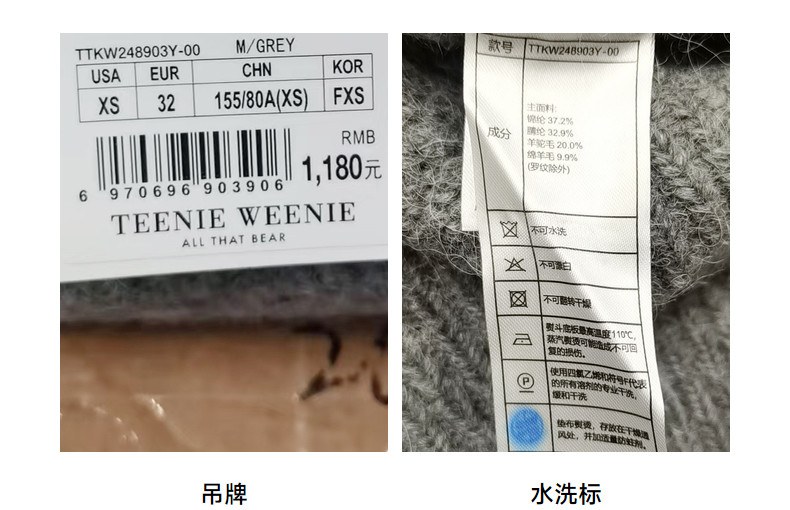 TTKW248903Y-00 M/GREY
USA EUR CHN KOR
XS 32 155/80A(XS) FXS
RMB
1,180元
6 970696 903906
TEENIE WEENIE
ALL THAT BEAR
款号 TTKW248903Y-00
成分
主面料:
锦纶 37.2%
腈纶 32.9%
羊驼毛 20.0%
绵羊毛 9.9%
(罗纹除外)
不可水洗
不可漂白
不可翻转干燥
熨斗底板最高温度110℃,
蒸汽熨烫可能造成不可回
复的损伤。
P
使用四氯乙烯和符号F代表
的所有溶剂的专业干洗,
缓和干洗
垫布熨烫, 存放在干燥通
风处, 并加适量防蛀剂。
吊牌
水洗标